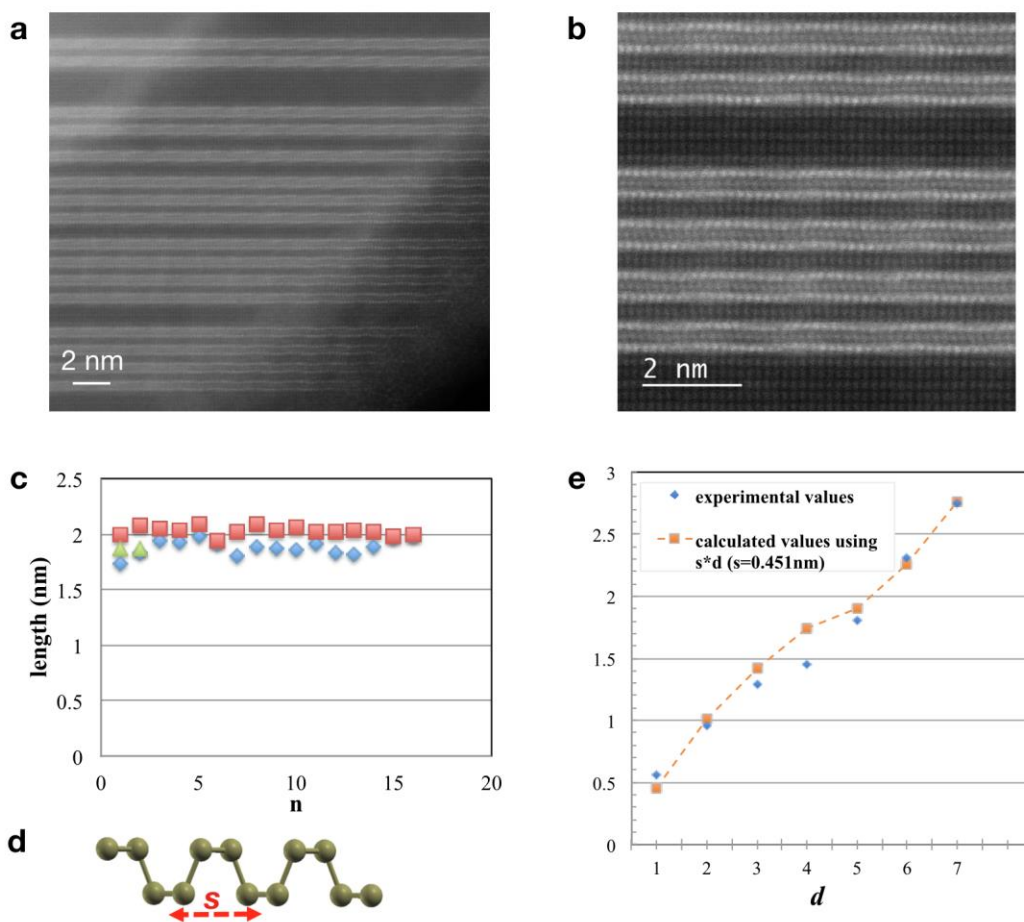 a
b
2 nm
2 nm
c
2.5
2
1.5
1
0.5
0
0
5
10
15
20
length (nm)
n
d
s
e
3
2.5
2
1.5
1
0.5
0
experimental values
calculated values using
s*d (s=0.451nm)
1
2
3
4
5
6
7
d